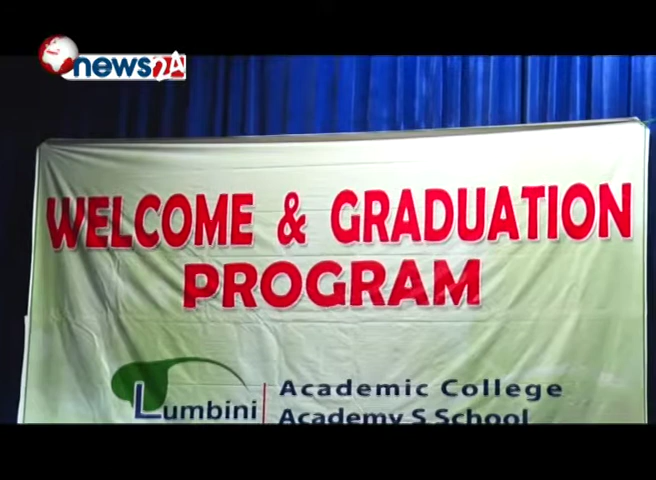 news24
WELCOME & GRADUATION
PROGRAM
Lumbini
Academic College
Academy S School